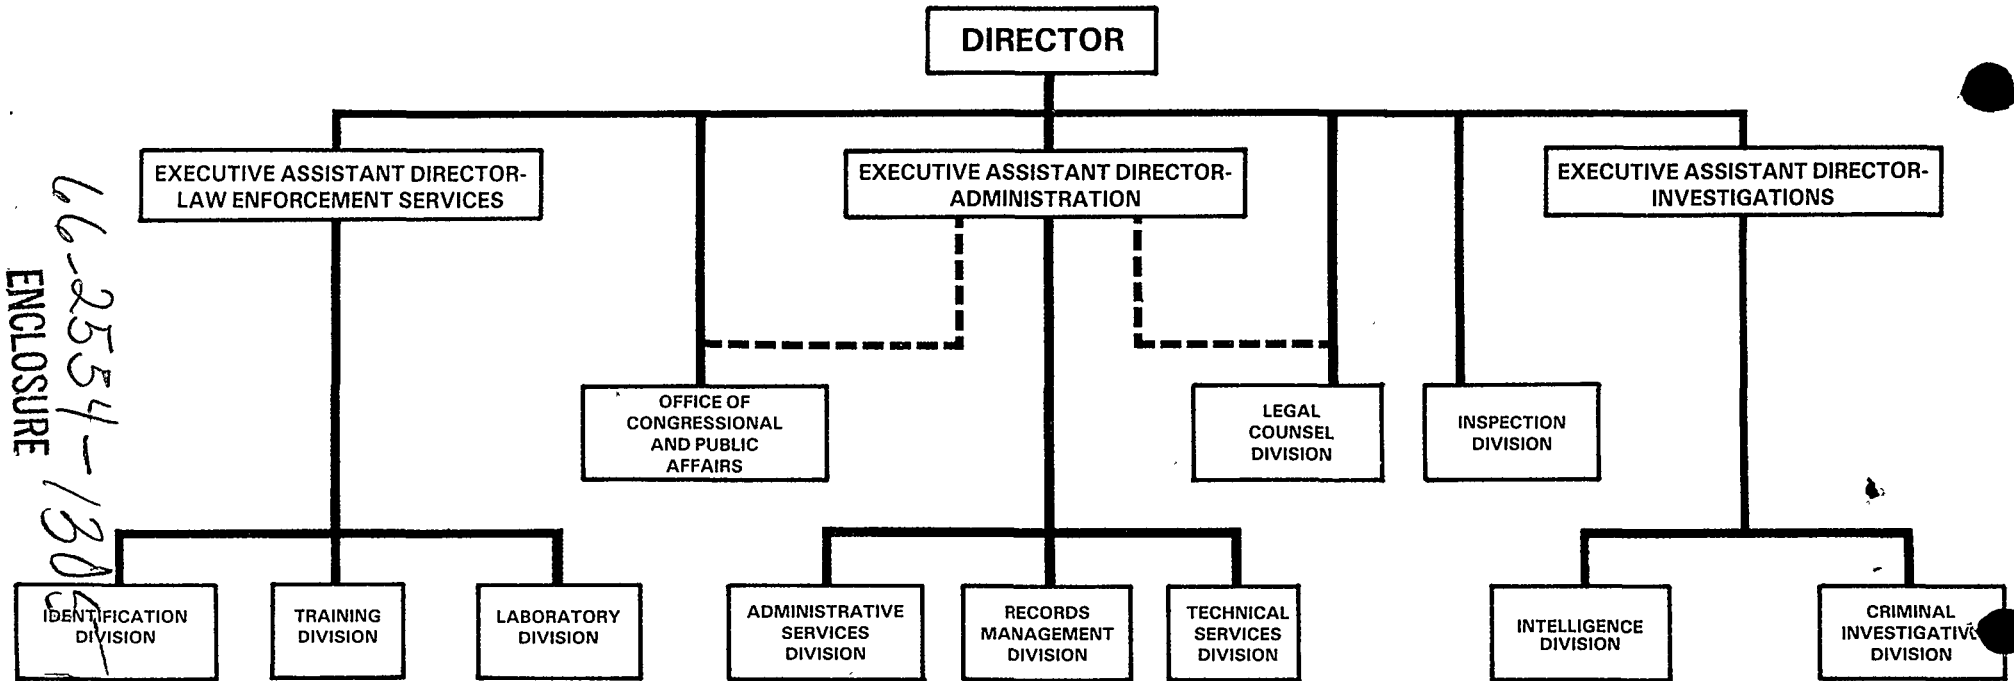 DIRECTOR
EXECUTIVE ASSISTANT DIRECTOR-
LAW ENFORCEMENT SERVICES
EXECUTIVE ASSISTANT DIRECTOR-
ADMINISTRATION
EXECUTIVE ASSISTANT DIRECTOR-
INVESTIGATIONS
OFFICE OF
CONGRESSIONAL
AND PUBLIC
AFFAIRS
LEGAL
COUNSEL
DIVISION
INSPECTION
DIVISION
IDENTIFICATION
DIVISION
TRAINING
DIVISION
LABORATORY
DIVISION
ADMINISTRATIVE
SERVICES
DIVISION
RECORDS
MANAGEMENT
DIVISION
TECHNICAL
SERVICES
DIVISION
INTELLIGENCE
DIVISION
CRIMINAL
INVESTIGATIVE
DIVISION
ENCLOSURE